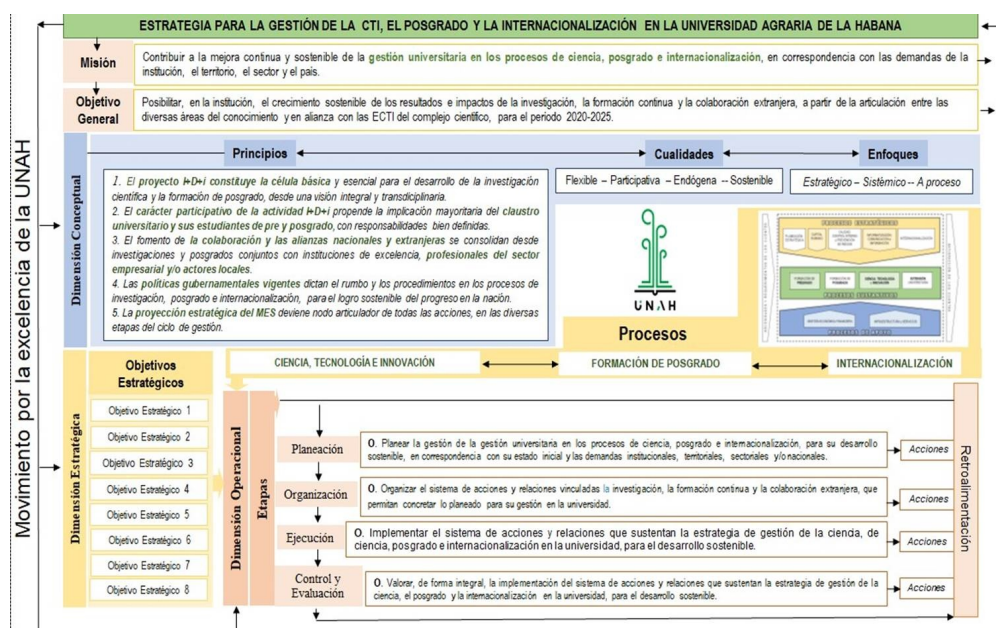 ESTRATEGIA PARA LA GESTIÓN DE LA CTI, EL POSGRADO Y LA INTERNACIONALIZACIÓN EN LA UNIVERSIDAD AGRARIA DE LA HABANA
Movimiento por la excelencia de la UNAH
Misión
Contribuir a la mejora continua y sostenible de la gestión universitaria en los procesos de ciencia, posgrado e internacionalización, en correspondencia con las demandas de la
institución, el territorio, el sector y el país.
Objetivo
General
Posibilitar, en la institución, el crecimiento sostenible de los resultados e impactos de la investigación, la formación continua y la colaboración extranjera, a partir de la articulación entre las
diversas áreas del conocimiento y en alianza con las ECTI del complejo científico, para el periodo 2020-2025.
Dimensión Conceptual
Principios
Cualidades
Enfoques
1. El proyecto I+D+i constituye la célula básica y esencial para el desarrollo de la investigación
científica y la formación de posgrado, desde una visión integral y transdiciplinaria.
2. El carácter participativo de la actividad I+D+i propende la implicación mayoritaria del claustro
universitario y sus estudiantes de pre y posgrado, con responsabilidades bien definidas.
3. El fomento de la colaboración y las alianzas nacionales y extranjeras se consolidan desde
investigaciones y posgrados conjuntos con instituciones de excelencia, profesionales del sector
empresarial y/o actores locales.
4. Las políticas gubernamentales vigentes dictan el rumbo y los procedimientos en los procesos de
investigación, posgrado e internacionalización, para el logro sostenible del progreso en la nación.
5. La proyección estratégica del MES deviene nodo articulador de todas las acciones, en las diversas
etapas del ciclo de gestión.
Flexible – Participativa – Endógena -- Sostenible
Estratégico – Sistémico -- A proceso
UNAH
PROCESOS ESTRATÉGICOS
PROCESOS SUSTANTIVOS
PROCESOS DE APOYO
Procesos
CIENCIA, TECNOLOGÍA E INNOVACIÓN
FORMACIÓN DE POSGRADO
INTERNACIONALIZACIÓN
Dimensión Estratégica
Objetivos
Estratégicos
Objetivo Estratégico 1
Objetivo Estratégico 2
Objetivo Estratégico 3
Objetivo Estratégico 4
Objetivo Estratégico 5
Objetivo Estratégico 6
Objetivo Estratégico 7
Objetivo Estratégico 8
Dimensión Operacional
Etapas
Planeación
O. Planear la gestión de la gestión universitaria en los procesos de ciencia, posgrado e internacionalización, para su desarrollo
sostenible, en correspondencia con su estado inicial y las demandas institucionales, territoriales, sectoriales y/o nacionales.
Acciones
Organización
O. Organizar el sistema de acciones y relaciones vinculadas la investigación, la formación continua y la colaboración extranjera, que
permitan concretar lo planeado para su gestión en la universidad.
Acciones
Ejecución
O. Implementar el sistema de acciones y relaciones que sustentan la estrategia de gestión de la ciencia, de
ciencia, posgrado e internacionalización en la universidad, para el desarrollo sostenible.
Acciones
Control y
Evaluación
O. Valorar, de forma integral, la implementación del sistema de acciones y relaciones que sustentan la estrategia de gestión de la
ciencia, el posgrado y la internacionalización en la universidad, para el desarrollo sostenible.
Acciones
Retroalimentación